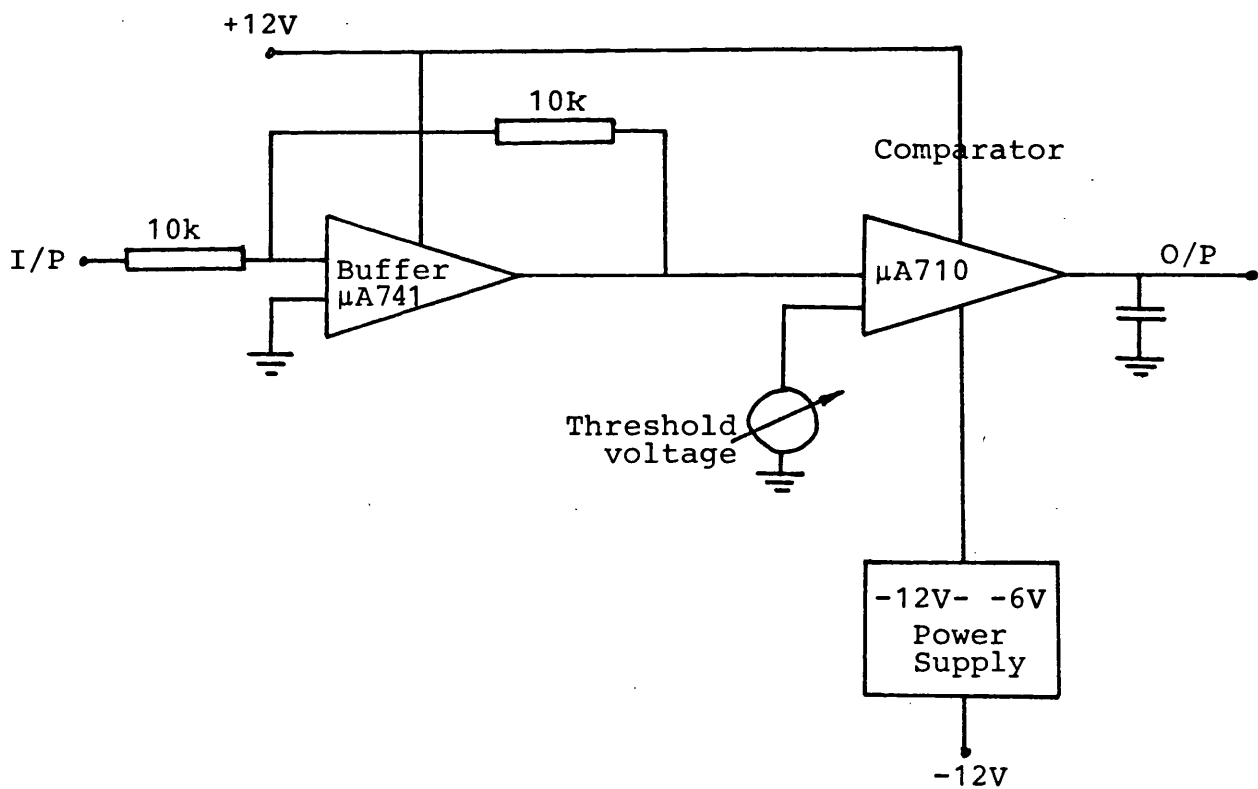 +12V
10k
Comparator
10k
I/P
Buffer
μA741
μA710
O/P
Threshold
voltage
-12V- -6V
Power
Supply
-12V